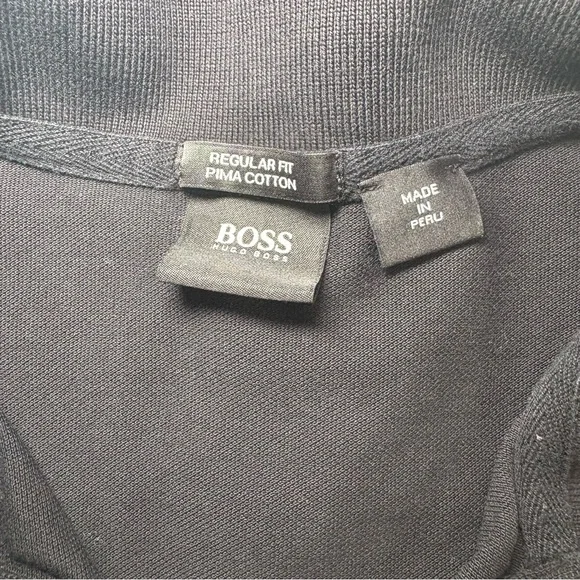 REGULAR FIT
PIMA COTTON
BOSS
HUGO BOSS
MADE
IN
PERU